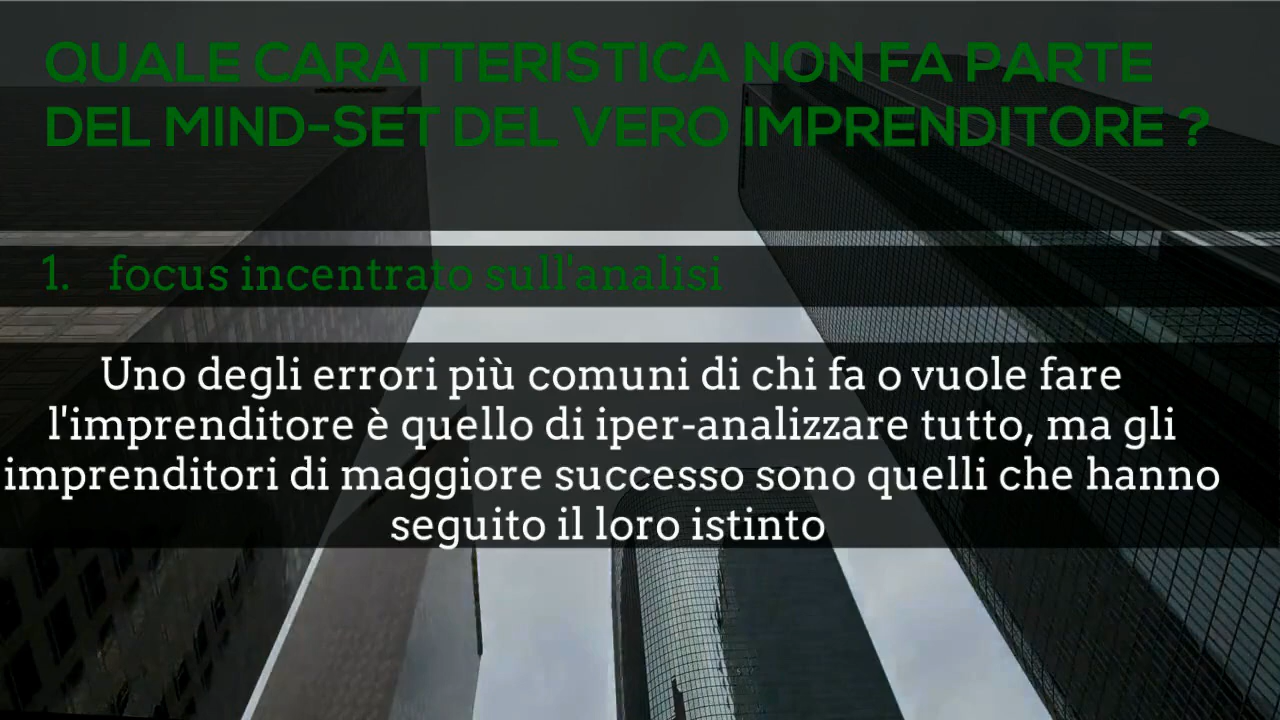 QUALE CARATTERISTICA NON FA PARTE
DEL MIND-SET DEL VERO IMPRENDITORE ?
1. focus incentrato sull'analisi
Uno degli errori più comuni di chi fa o vuole fare
l'imprenditore è quello di iper-analizzare tutto, ma gli
imprenditori di maggiore successo sono quelli che hanno
seguito il loro istinto